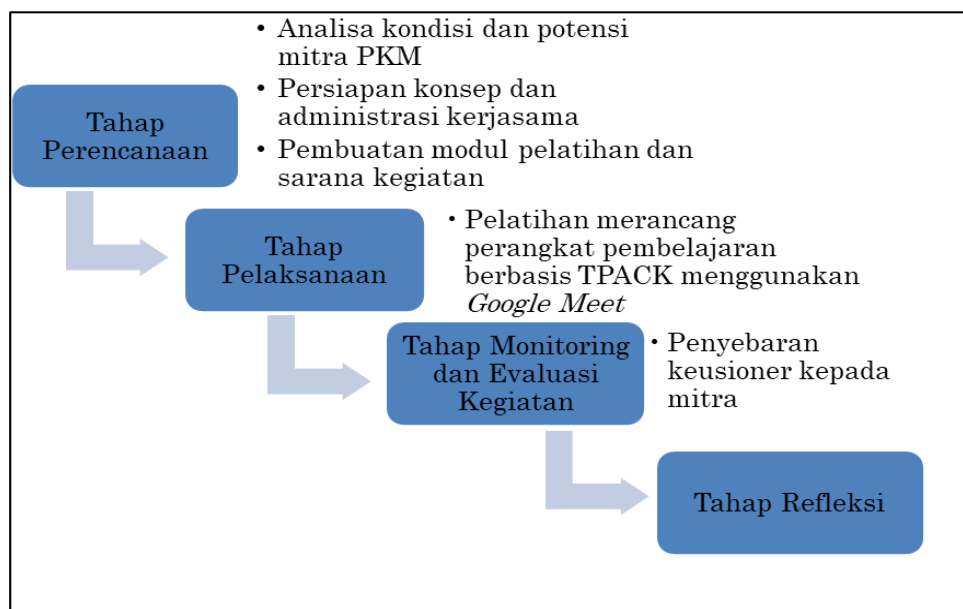 • Analisa kondisi dan potensi
mitra PKM
• Persiapan konsep dan
administrasi kerjasama
• Pembuatan modul pelatihan dan
sarana kegiatan
Tahap
Perencanaan
• Pelatihan merancang
perangkat pembelajaran
berbasis TPACK menggunakan
Google Meet
Tahap
Pelaksanaan
Tahap Monitoring
dan Evaluasi
Kegiatan
• Penyebaran
keusioner kepada
mitra
Tahap Refleksi